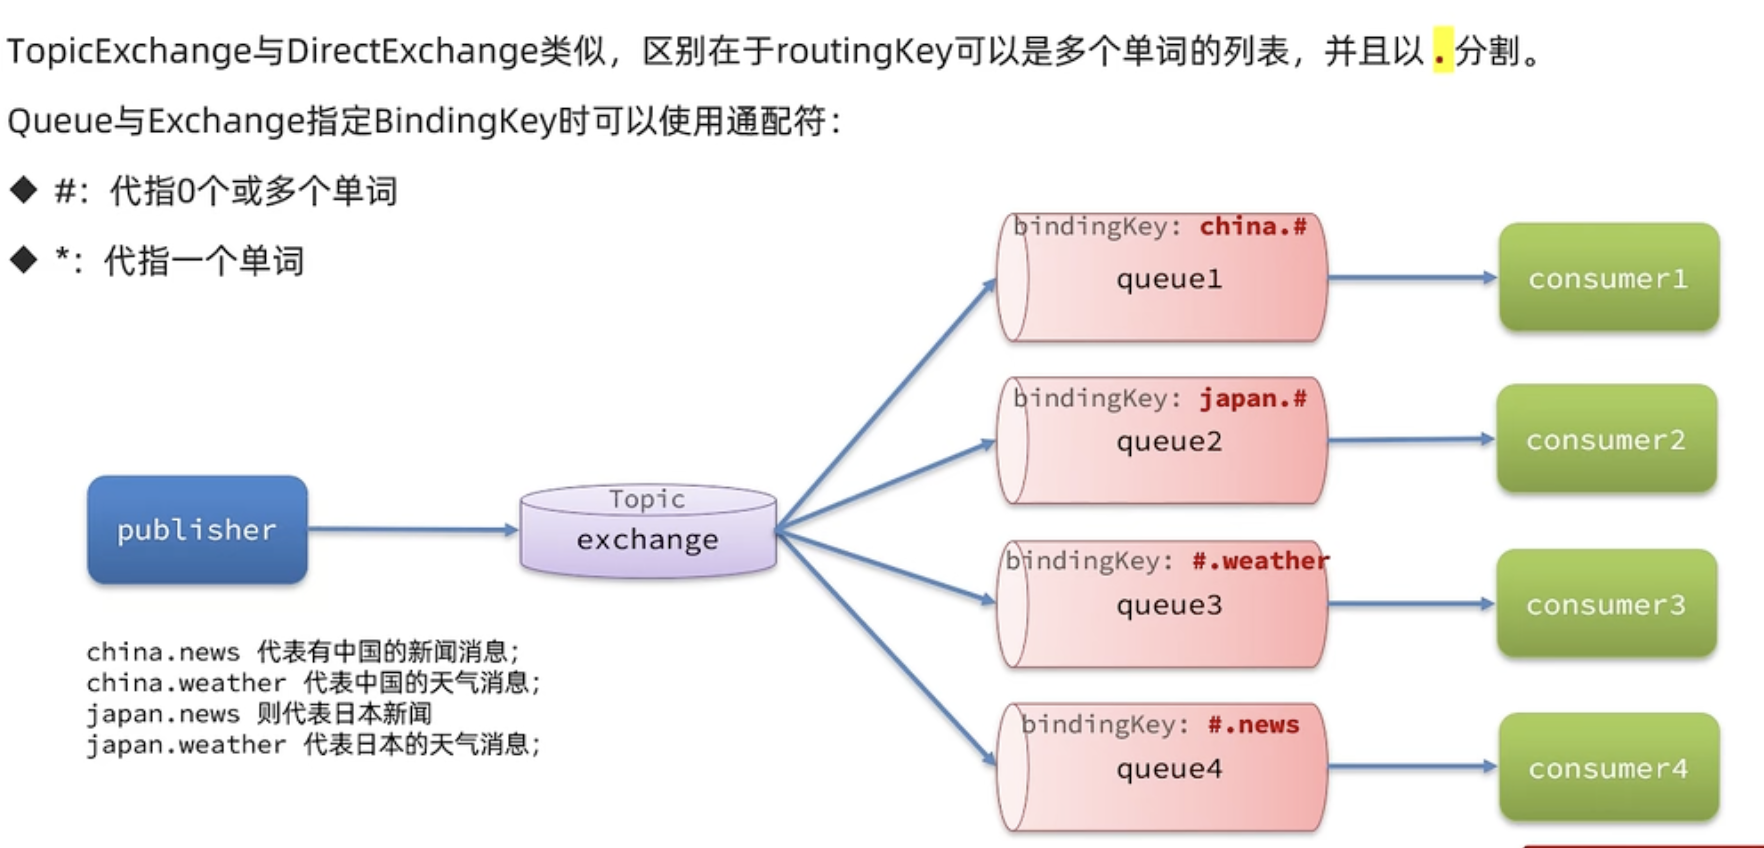 TopicExchange与DirectExchange类似，区别在于routingKey可以是多个单词的列表，并且以 . 分割。
Queue与Exchange指定BindingKey时可以使用通配符：
◆ #：代指0个或多个单词
◆ *：代指一个单词
bindingKey: china.#
queue1
consumer1
bindingKey: japan.#
queue2
consumer2
publisher
Topic
exchange
bindingKey: #.weather
queue3
consumer3
bindingKey: #.news
queue4
consumer4
china.news 代表有中国的新闻消息；
china.weather 代表中国的天气消息；
japan.news 则代表日本新闻
japan.weather 代表日本的天气消息；